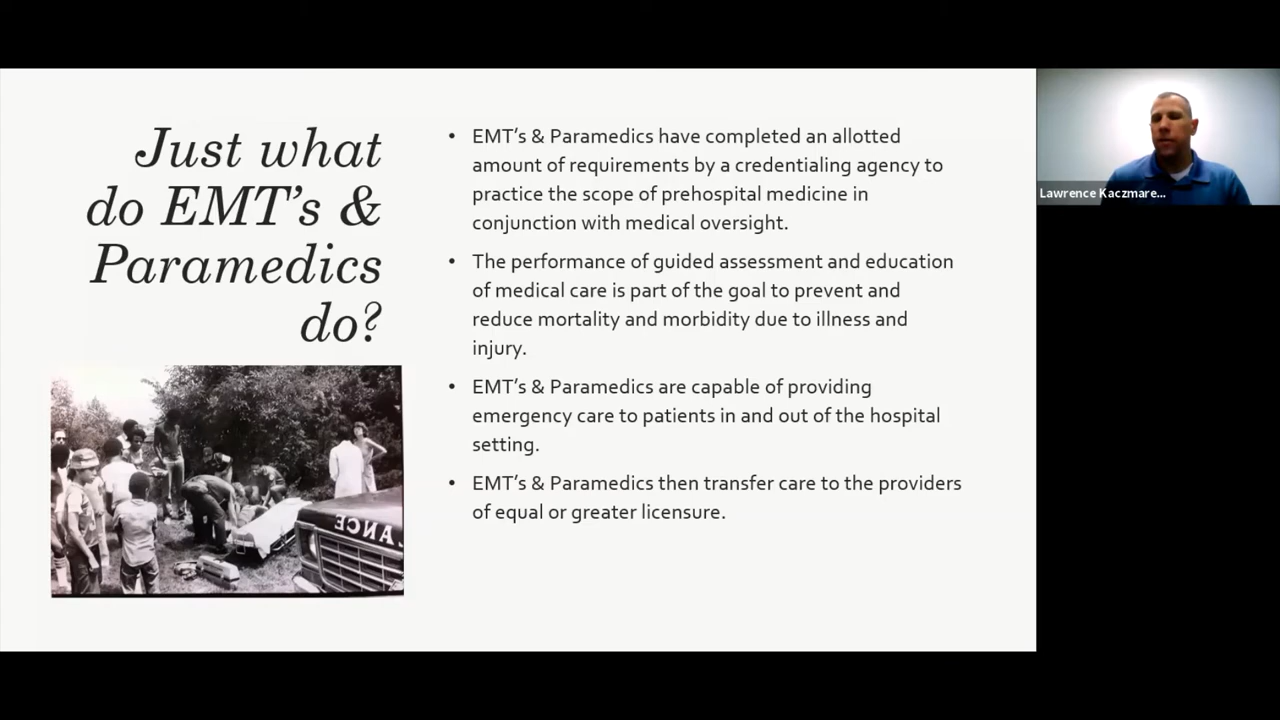 Just what
do EMT's &
Paramedics
do?
• EMT's & Paramedics have completed an allotted
amount of requirements by a credentialing agency to
practice the scope of prehospital medicine in
conjunction with medical oversight.
• The performance of guided assessment and education
of medical care is part of the goal to prevent and
reduce mortality and morbidity due to illness and
injury.
• EMT's & Paramedics are capable of providing
emergency care to patients in and out of the hospital
setting.
• EMT's & Paramedics then transfer care to the providers
of equal or greater licensure.
LANCE
Lawrence Kaczmare...